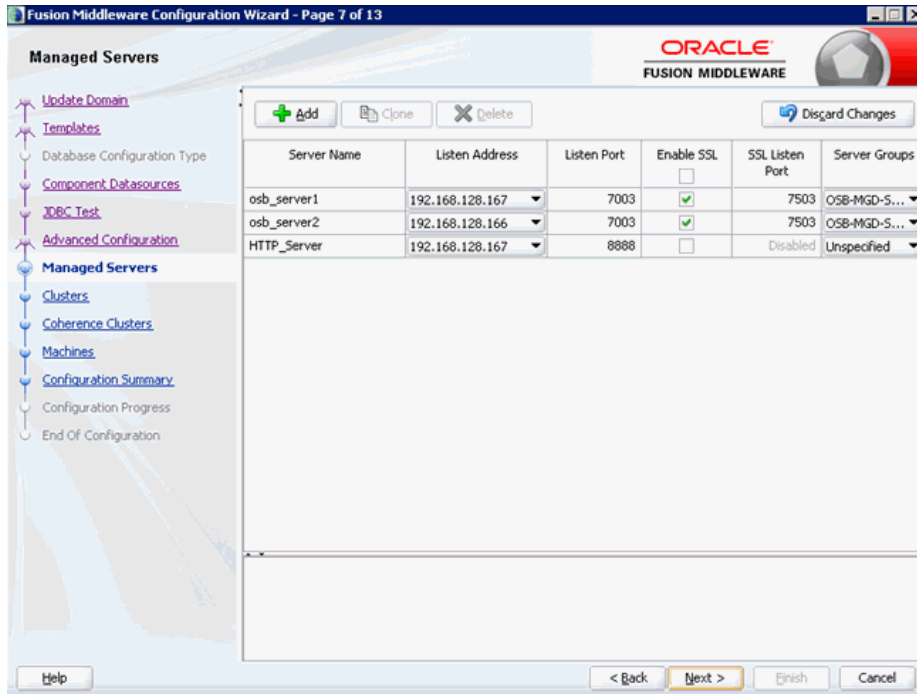 Fusion Middleware Configuration Wizard - Page 7 of 13
Managed Servers
ORACLE
FUSION MIDDLEWARE
Update Domain
Templates
Database Configuration Type
Component Datasources
JDBC Test
Advanced Configuration
Managed Servers
Clusters
Coherence Clusters
Machines
Configuration Summary
Configuration Progress
End Of Configuration
Add Clone Delete Discard Changes
Server Name Listen Address Listen Port Enable SSL SSL Listen Port Server Groups
osb_server1 192.168.128.167 7003 7503 OSB-MGD-S...
osb_server2 192.168.128.166 7003 7503 OSB-MGD-S...
HTTP_Server 192.168.128.167 8888 Disabled Unspecified
Help < Back Next > Finish Cancel